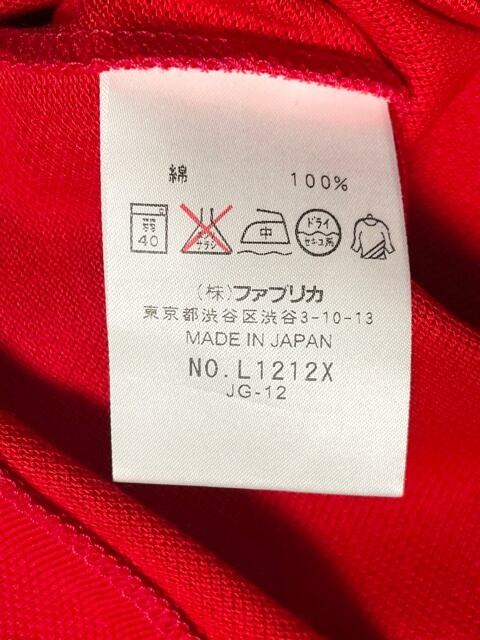 綿 100%
弱 40 エンソ サラシ 中 ドライ セキユ系
(株)ファブリカ
東京都渋谷区渋谷3-10-13
MADE IN JAPAN
NO.L1212X
JG-12